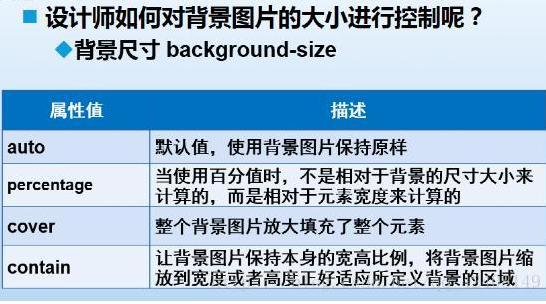 设计师如何对背景图片的大小进行控制呢？
背景尺寸 background-size
属性值 描述
auto 默认值，使用背景图片保持原样
percentage 当使用百分值时，不是相对于背景的尺寸大小来
计算的，而是相对于元素宽度来计算的
cover 整个背景图片放大填充了整个元素
contain 让背景图片保持本身的宽高比例，将背景图片缩
放到宽度或者高度正好适应所定义背景的区域